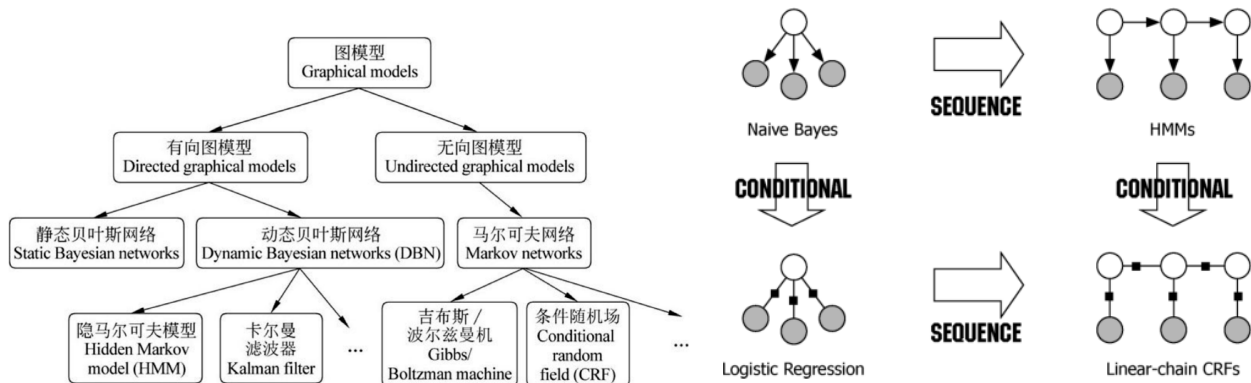 图模型
Graphical models
有向图模型
Directed graphical models
无向图模型
Undirected graphical models
静态贝叶斯网络
Static Bayesian networks
动态贝叶斯网络
Dynamic Bayesian networks (DBN)
马尔可夫网络
Markov networks
隐马尔可夫模型
Hidden Markov
model (HMM)
卡尔曼
滤波器
Kalman filter
...
吉布斯/
波尔兹曼机
Gibbs/
Boltzman machine
条件随机场
Conditional
random
field (CRF)
...
Naive Bayes
SEQUENCE
HMMs
CONDITIONAL
CONDITIONAL
Logistic Regression
SEQUENCE
Linear-chain CRFs